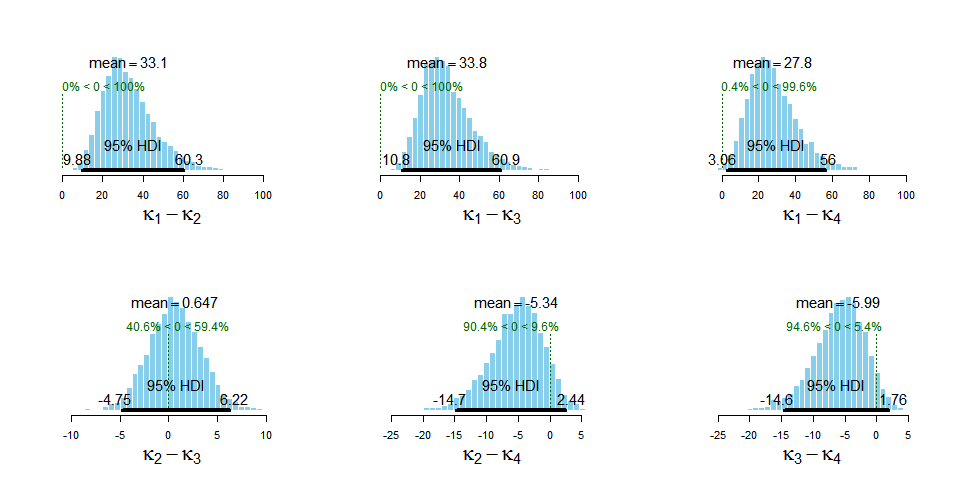 mean = 33.1
0% < 0 < 100%
95% HDI
9.88 60.3
0 20 40 60 80 100
κ1 − κ2
mean = 33.8
0% < 0 < 100%
95% HDI
10.8 60.9
0 20 40 60 80 100
κ1 − κ3
mean = 27.8
0.4% < 0 < 99.6%
95% HDI
3.06 56
0 20 40 60 80 100
κ1 − κ4
mean = 0.647
40.6% < 0 < 59.4%
95% HDI
-4.75 6.22
-10 -5 0 5 10
κ2 − κ3
mean = -5.34
90.4% < 0 < 9.6%
95% HDI
-14.7 2.44
-25 -20 -15 -10 -5 0 5
κ2 − κ4
mean = -5.99
94.6% < 0 < 5.4%
95% HDI
-14.6 1.76
-25 -20 -15 -10 -5 0 5
κ3 − κ4